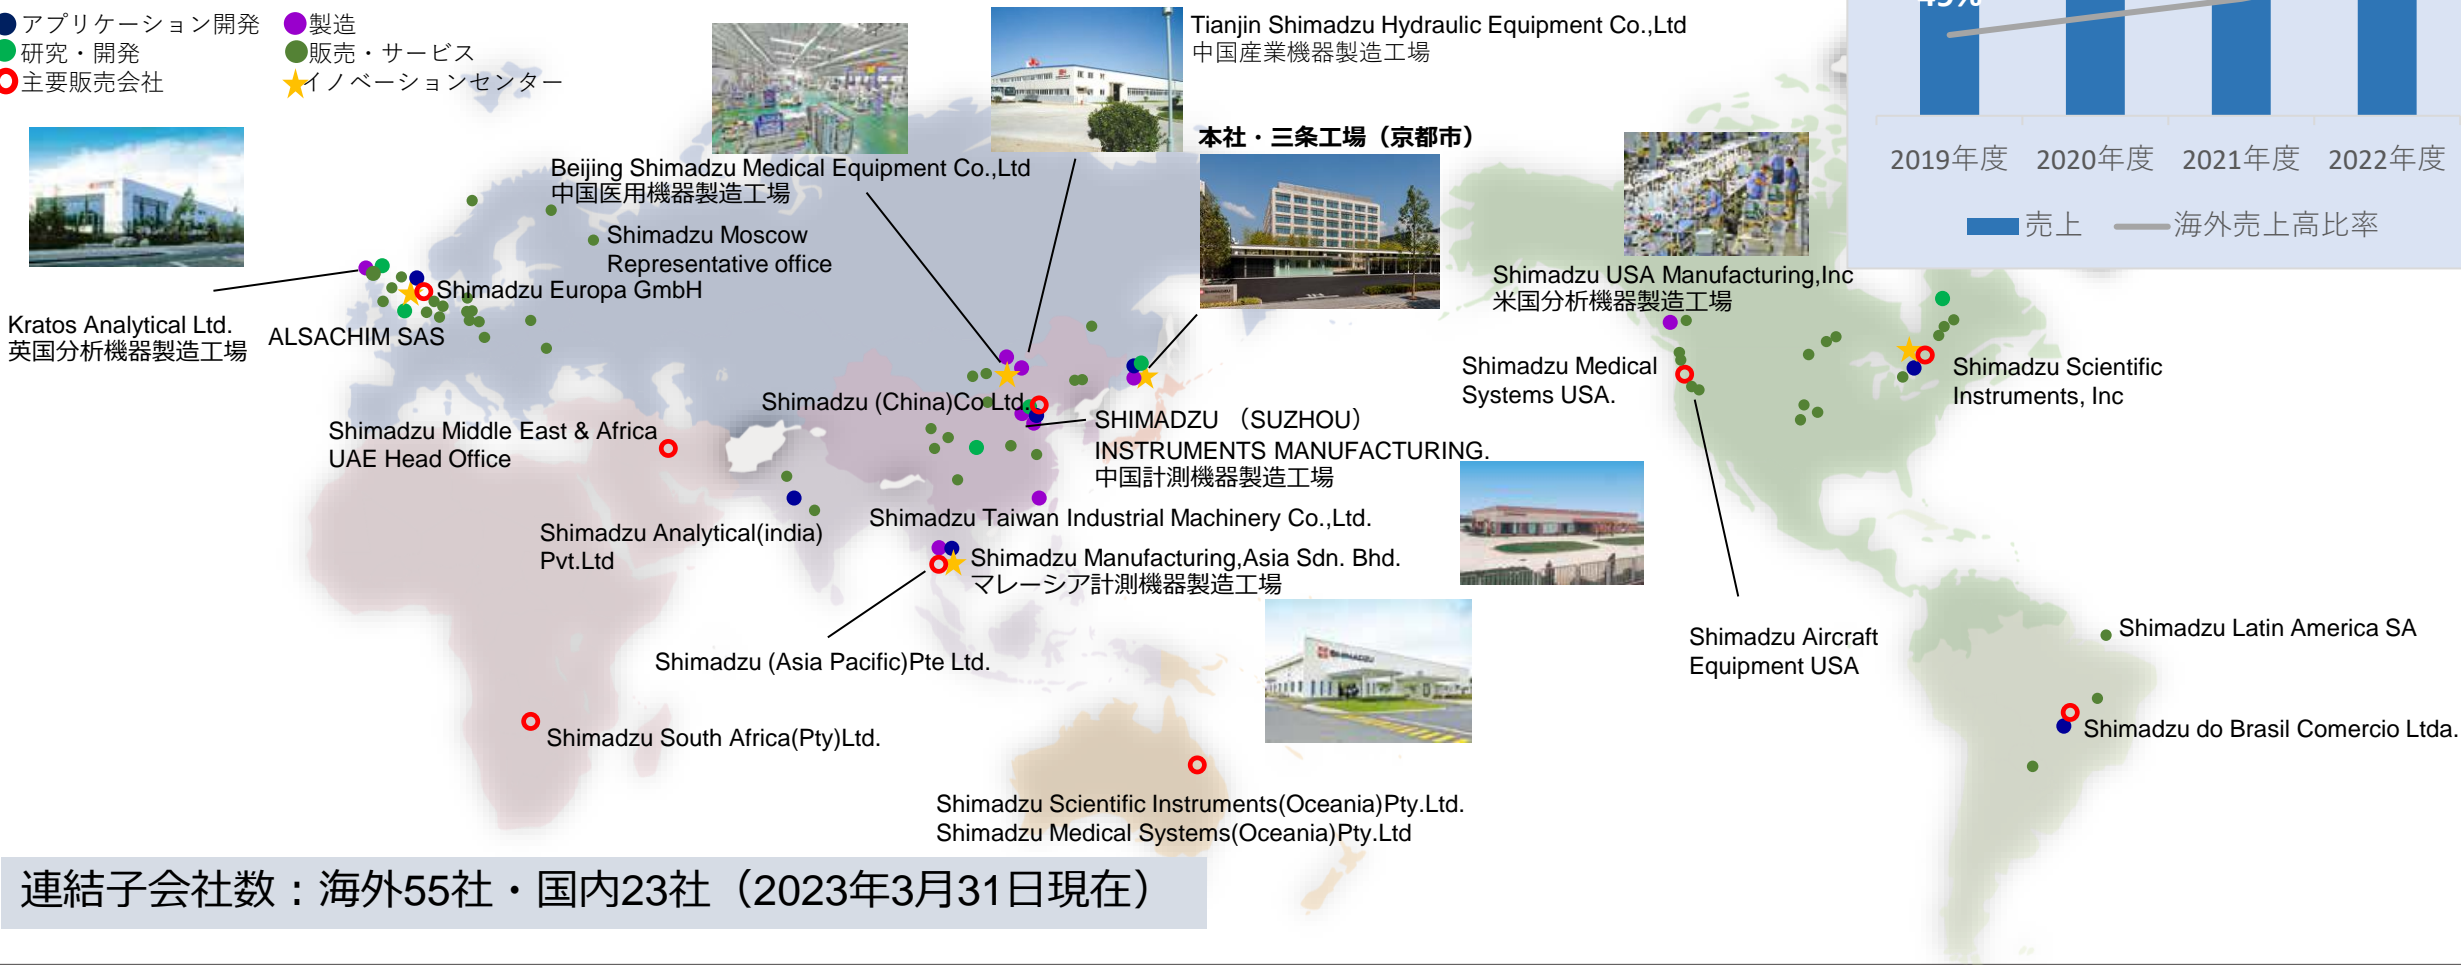 アプリケーション開発
製造
研究・開発
販売・サービス
主要販売会社
イノベーションセンター
Tianjin Shimadzu Hydraulic Equipment Co.,Ltd
中国産業機器製造工場
本社・三条工場（京都市）
2019年度
2020年度
2021年度
2022年度
売上
海外売上高比率
Beijing Shimadzu Medical Equipment Co.,Ltd
中国医用機器製造工場
Shimadzu Moscow
Representative office
Shimadzu Europa GmbH
Kratos Analytical Ltd.
英国分析機器製造工場
ALSACHIM SAS
Shimadzu USA Manufacturing,Inc
米国分析機器製造工場
Shimadzu Medical
Systems USA.
Shimadzu Scientific
Instruments, Inc
Shimadzu (China)Co Ltd.
SHIMADZU （SUZHOU）
INSTRUMENTS MANUFACTURING.
中国計測機器製造工場
Shimadzu Middle East & Africa
UAE Head Office
Shimadzu Taiwan Industrial Machinery Co.,Ltd.
Shimadzu Analytical(india)
Pvt.Ltd
Shimadzu Manufacturing,Asia Sdn. Bhd.
マレーシア計測機器製造工場
Shimadzu (Asia Pacific)Pte Ltd.
SHIMADZU
Shimadzu Aircraft
Equipment USA
Shimadzu Latin America SA
Shimadzu South Africa(Pty)Ltd.
Shimadzu do Brasil Comercio Ltda.
Shimadzu Scientific Instruments(Oceania)Pty.Ltd.
Shimadzu Medical Systems(Oceania)Pty.Ltd
連結子会社数：海外55社・国内23社（2023年3月31日現在）